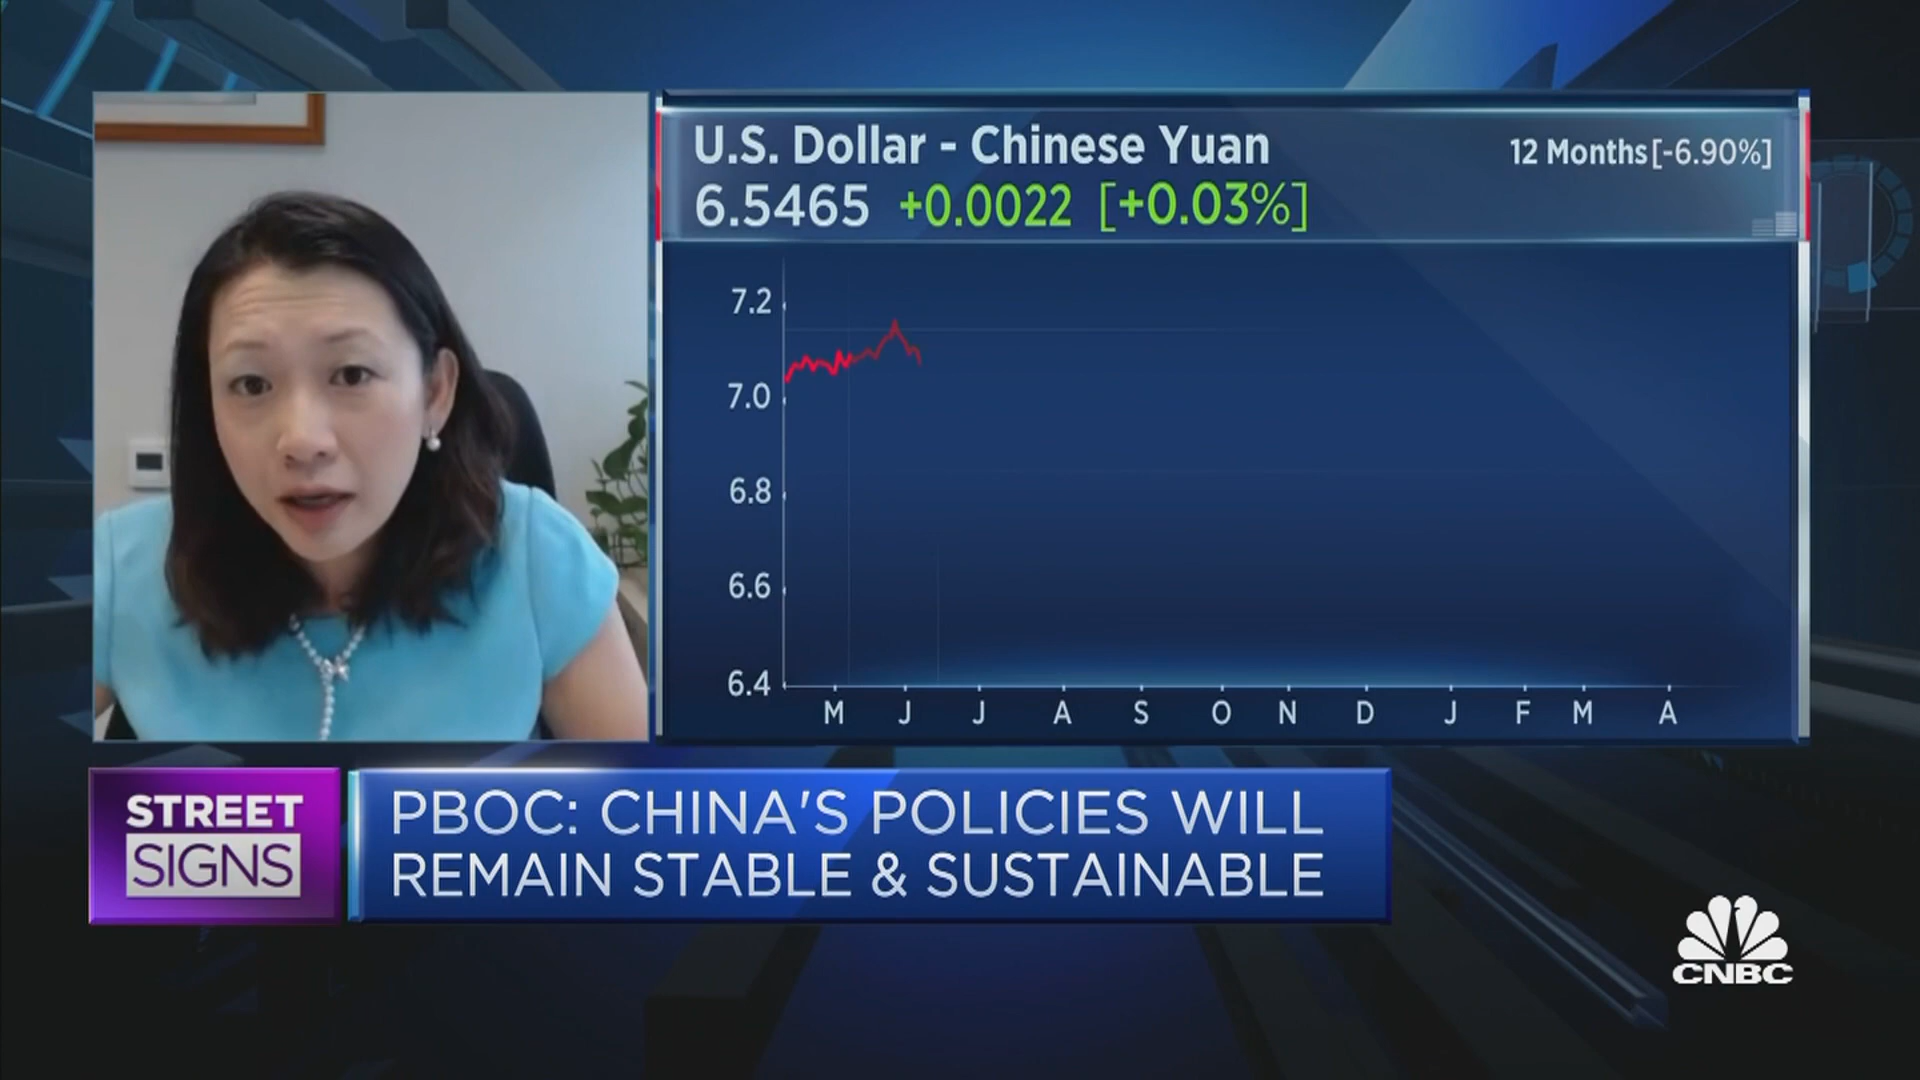 U.S. Dollar - Chinese Yuan
12 Months[-6.90%]
6.5465 +0.0022 [+0.03%]
7.2
7.0
6.8
6.6
6.4
M J J A S O N D J F M A
STREET
SIGNS
PBOC: CHINA'S POLICIES WILL
REMAIN STABLE & SUSTAINABLE
CNBC